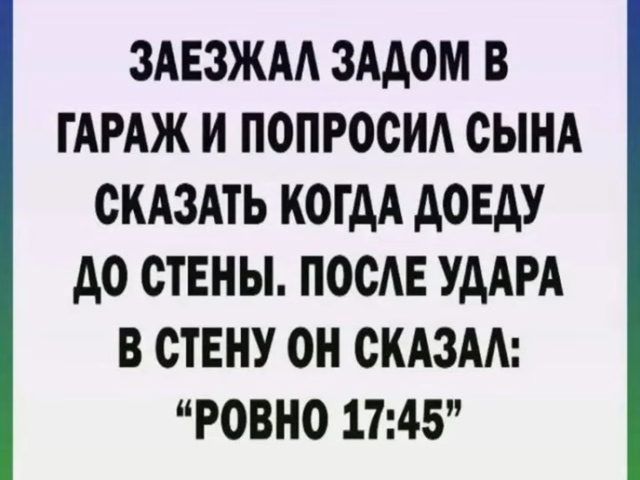 ЗАЕЗЖАЛ ЗАДОМ В
ГАРАЖ И ПОПРОСИЛ СЫНА
СКАЗАТЬ КОГДА ДОЕДУ
ДО СТЕНЫ. ПОСЛЕ УДАРА
В СТЕНУ ОН СКАЗАЛ:
“РОВНО 17:45”